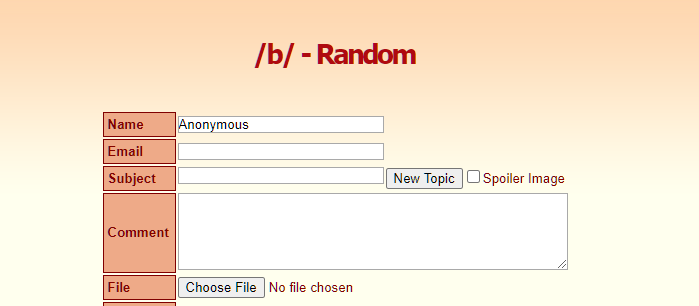 /b/ - Random
Name Anonymous
Email
Subject New Topic Spoiler Image
Comment
File Choose File No file chosen